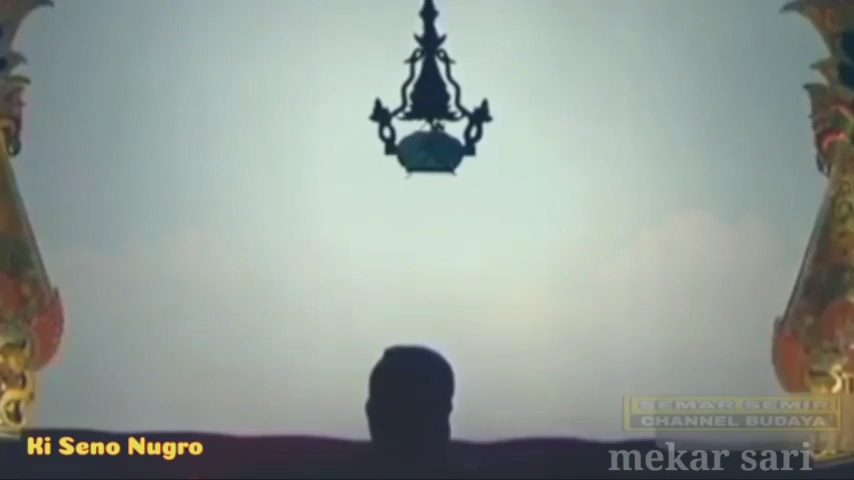 SEMAR SEMIR
CHANNEL BUDAYA
Ki Seno Nugro
mekar sari